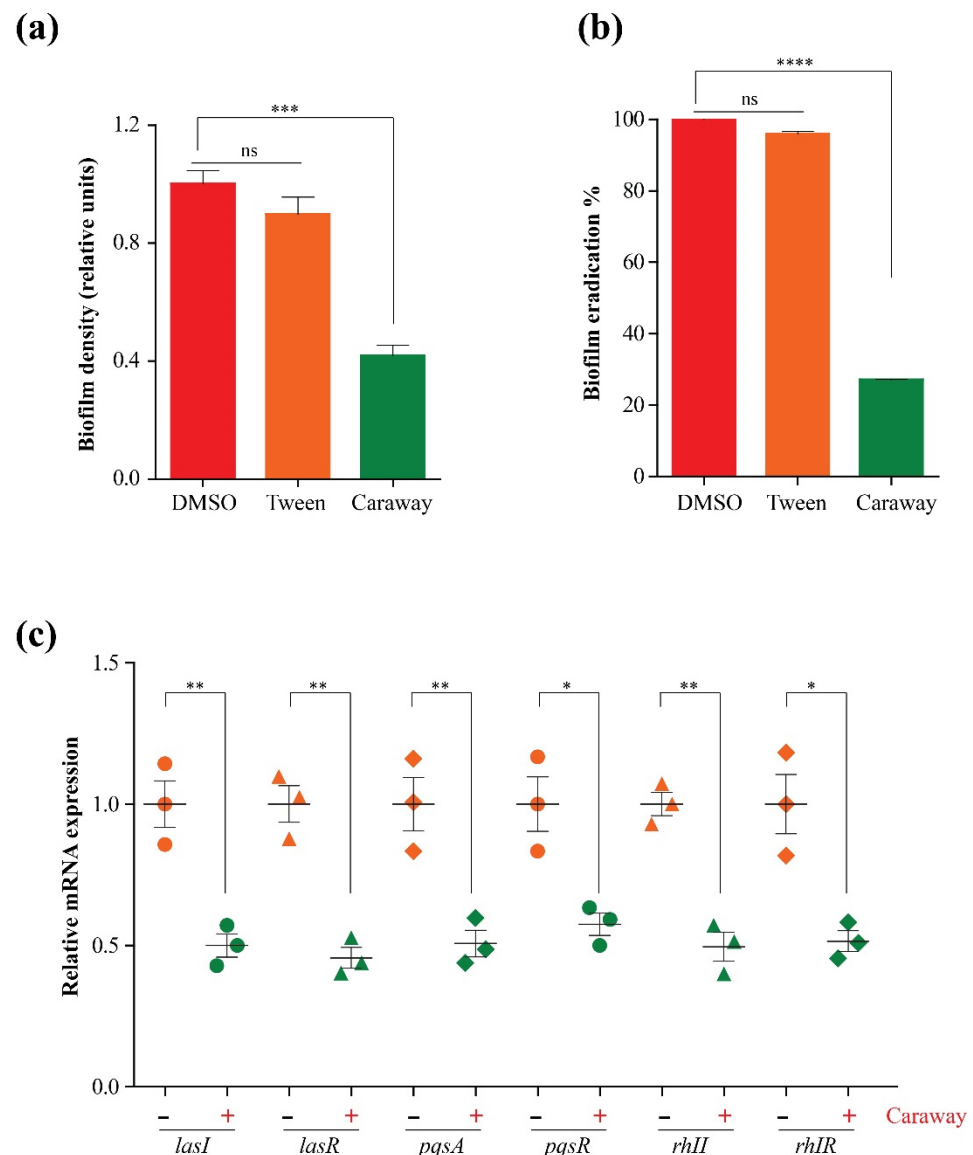 (a)
Biofilm density (relative units)
1.2
0.8
0.4
0.0
***
ns
DMSO Tween Caraway
(b)
Biofilm eradication %
100
80
60
40
20
0
****
ns
DMSO Tween Caraway
(c)
Relative mRNA expression
1.5
1.0
0.5
0.0
** ** ** * ** *
– + – + – + – + – + – + Caraway
lasI lasR pqsA pqsR rhlI rhlR